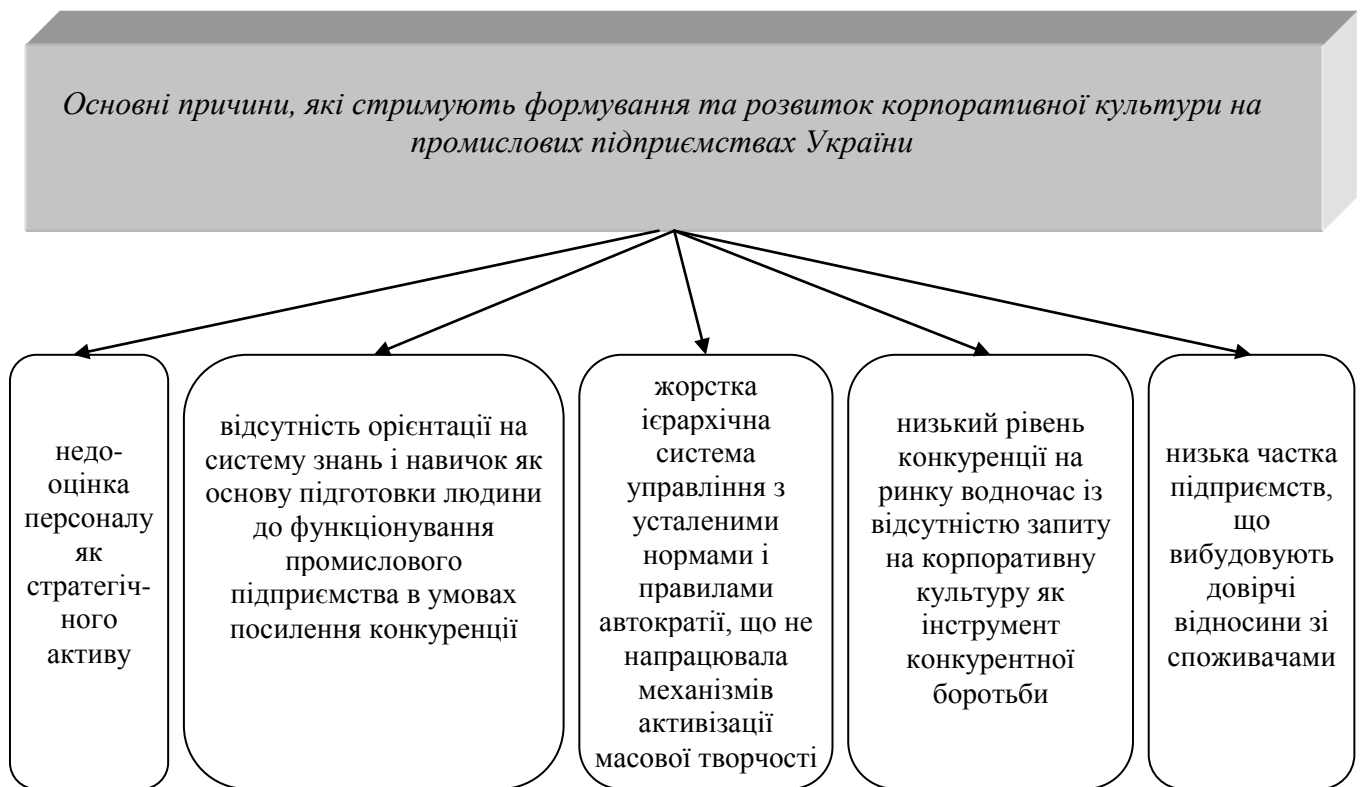 Основні причини, які стримують формування та розвиток корпоративної культури на
промислових підприємствах України
недо-
оцінка
персоналу
як
стратегіч-
ного
активу
відсутність орієнтації на
систему знань і навичок як
основу підготовки людини
до функціонування
промислового
підприємства в умовах
посилення конкуренції
жорстка
ієрархічна
система
управління з
усталеними
нормами і
правилами
автократії, що не
напрацювала
механізмів
активізації
масової творчості
низький рівень
конкуренції на
ринку водночас із
відсутністю запиту
на корпоративну
культуру як
інструмент
конкурентної
боротьби
низька частка
підприємств,
що
вибудовують
довірчі
відносини зі
споживачами